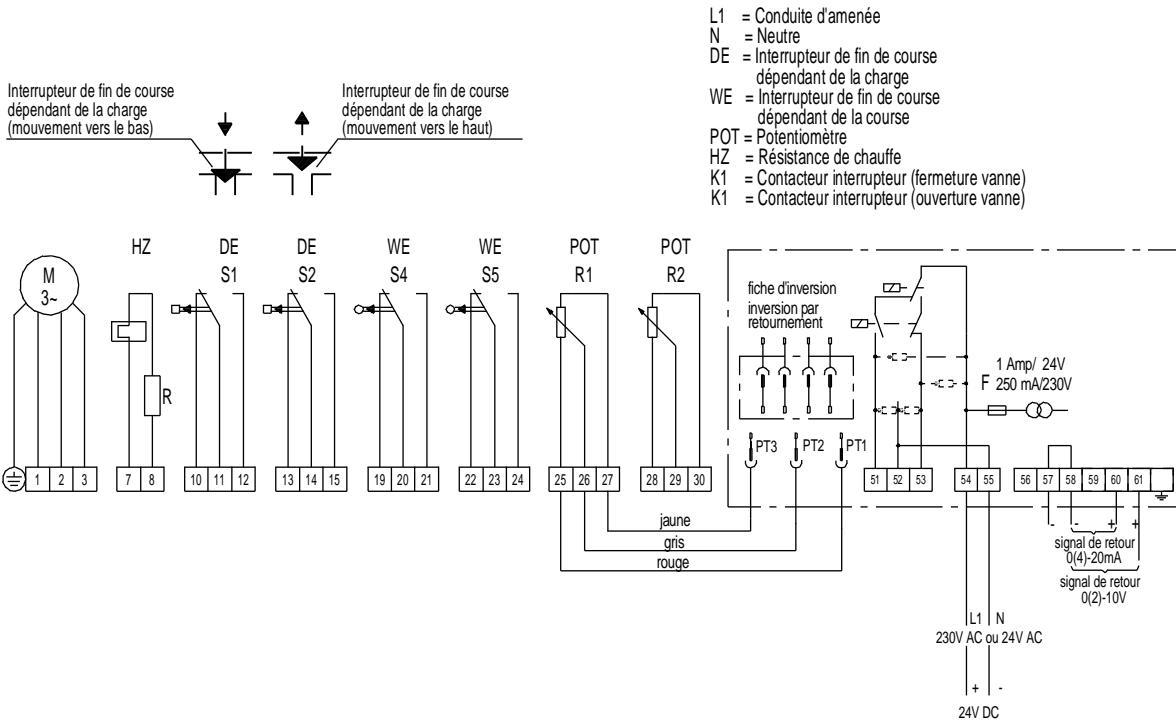 L1 = Conduite d'amenée
N = Neutre
DE = Interrupteur de fin de course
dépendant de la charge
WE = Interrupteur de fin de course
dépendant de la course
POT = Potentiomètre
HZ = Résistance de chauffe
K1 = Contacteur interrupteur (fermeture vanne)
K1 = Contacteur interrupteur (ouverture vanne)
Interrupteur de fin de course
dépendant de la charge
(mouvement vers le bas)
Interrupteur de fin de course
dépendant de la charge
(mouvement vers le haut)
HZ DE DE WE WE POT POT
S1 S2 S4 S5 R1 R2
M
3~
R
fiche d'inversion
inversion par
retournement
1 Amp/ 24V
F 250 mA/230V
PT3 PT2 PT1
1 2 3 7 8 10 11 12 13 14 15 19 20 21 22 23 24 25 26 27 28 29 30 51 52 53 54 55 56 57 58 59 60 61
jaune
gris
rouge
- - + +
signal de retour
0(4)-20mA
signal de retour
0(2)-10V
L1 N
230V AC ou 24V AC
+ -
24V DC